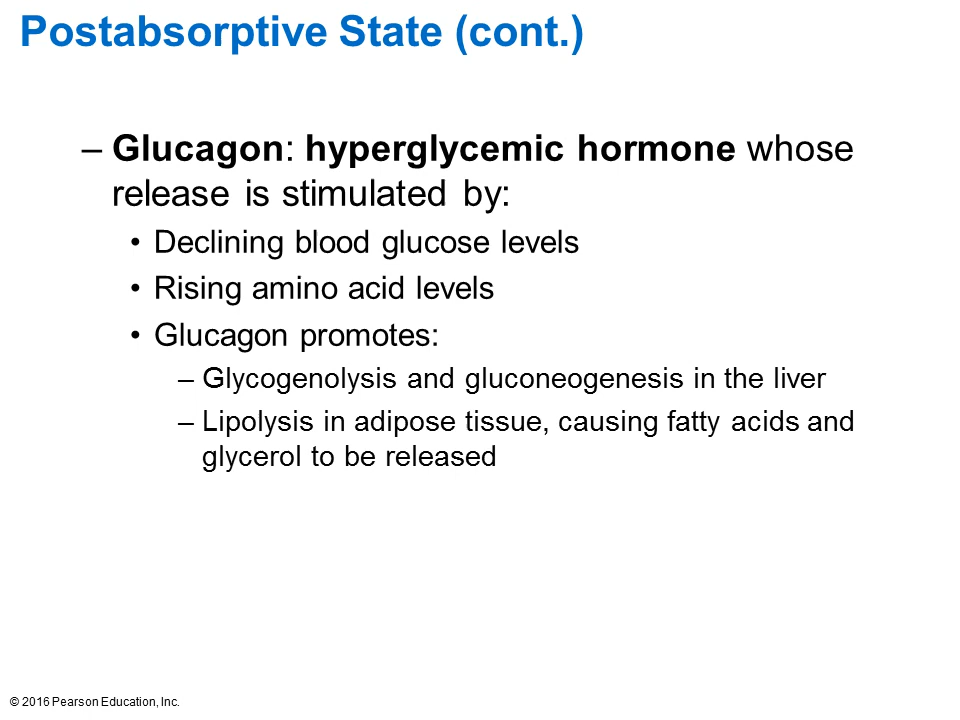 Postabsorptive State (cont.)
– Glucagon: hyperglycemic hormone whose
release is stimulated by:
• Declining blood glucose levels
• Rising amino acid levels
• Glucagon promotes:
– Glycogenolysis and gluconeogenesis in the liver
– Lipolysis in adipose tissue, causing fatty acids and
glycerol to be released
© 2016 Pearson Education, Inc.